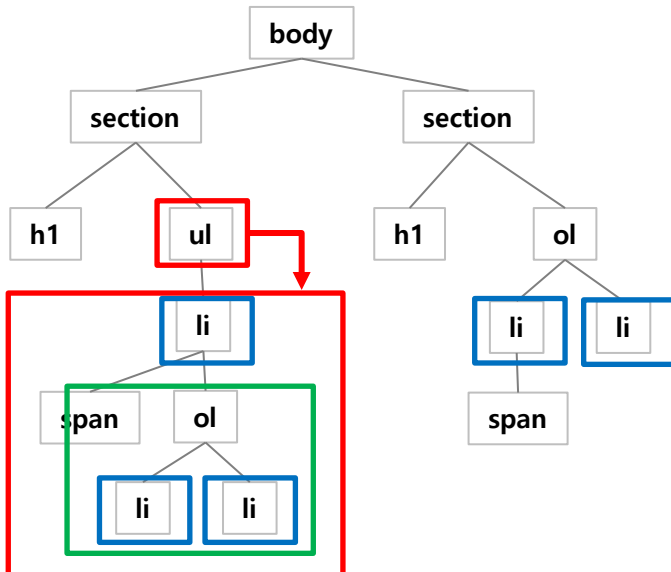 body
section section
h1 ul h1 ol
li li li
span ol span
li li